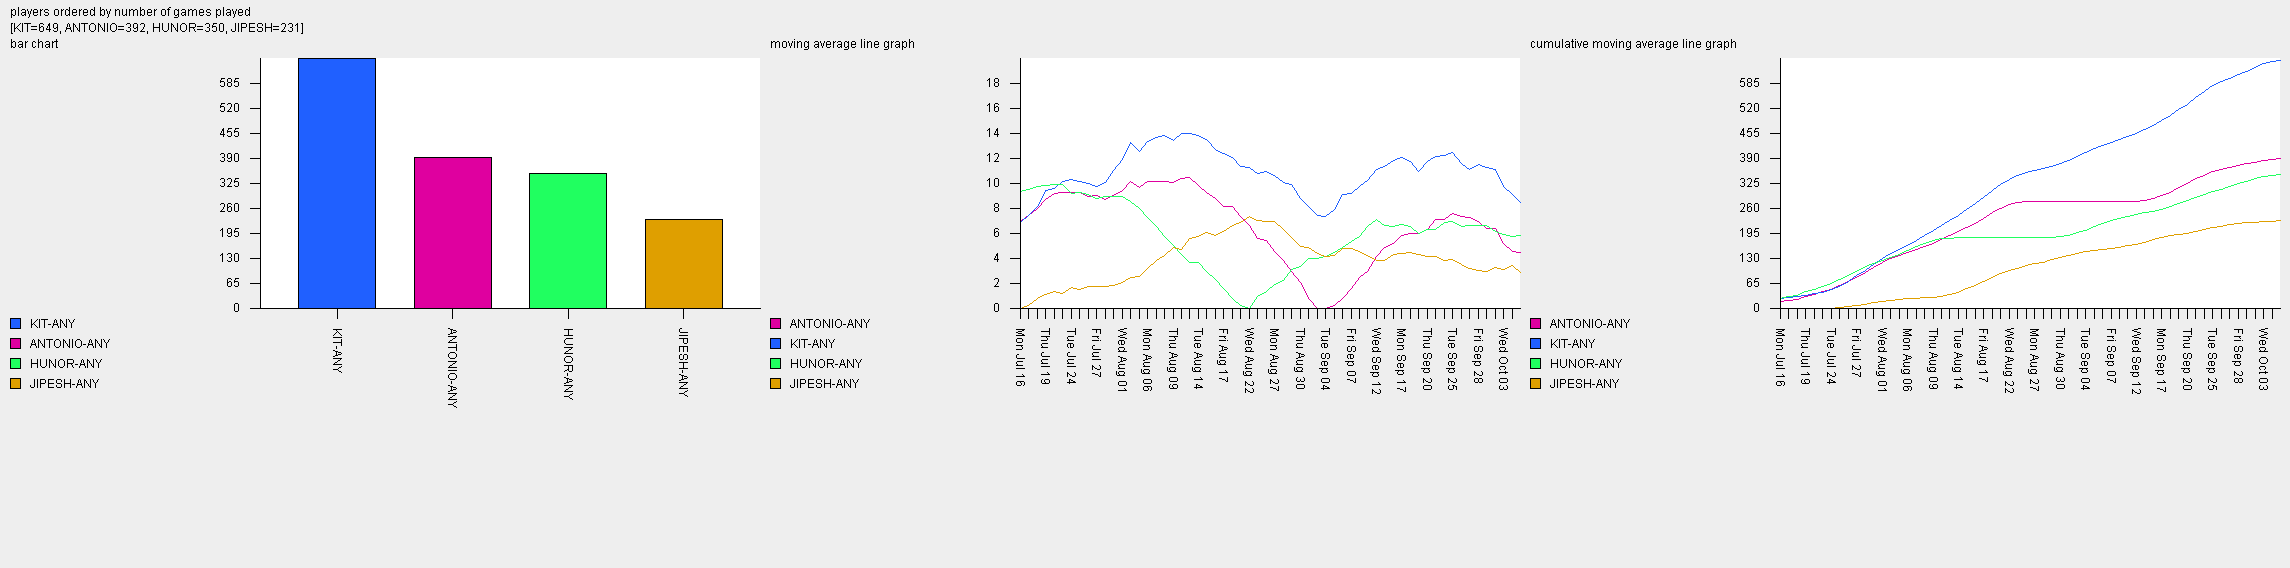 players ordered by number of games played
[KIT=649, ANTONIO=392, HUNOR=350, JIPESH=231]
bar chart
585
520
455
390
325
260
195
130
65
0
KIT-ANY
ANTONIO-ANY
HUNOR-ANY
JIPESH-ANY
KIT-ANY
ANTONIO-ANY
HUNOR-ANY
JIPESH-ANY
moving average line graph
18
16
14
12
10
8
6
4
2
0
Mon Jul 16
Thu Jul 19
Tue Jul 24
Fri Jul 27
Wed Aug 01
Mon Aug 06
Thu Aug 09
Tue Aug 14
Fri Aug 17
Wed Aug 22
Mon Aug 27
Thu Aug 30
Tue Sep 04
Fri Sep 07
Wed Sep 12
Mon Sep 17
Thu Sep 20
Tue Sep 25
Fri Sep 28
Wed Oct 03
ANTONIO-ANY
KIT-ANY
HUNOR-ANY
JIPESH-ANY
cumulative moving average line graph
585
520
455
390
325
260
195
130
65
0
Mon Jul 16
Thu Jul 19
Tue Jul 24
Fri Jul 27
Wed Aug 01
Mon Aug 06
Thu Aug 09
Tue Aug 14
Fri Aug 17
Wed Aug 22
Mon Aug 27
Thu Aug 30
Tue Sep 04
Fri Sep 07
Wed Sep 12
Mon Sep 17
Thu Sep 20
Tue Sep 25
Fri Sep 28
Wed Oct 03
ANTONIO-ANY
KIT-ANY
HUNOR-ANY
JIPESH-ANY